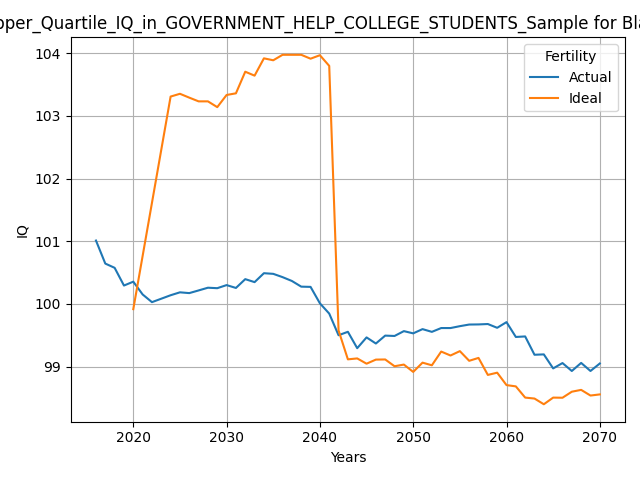 pper_Quartile_IQ_in_GOVERNMENT_HELP_COLLEGE_STUDENTS_Sample for Bla
104
103
102
101
100
99
IQ
Fertility
Actual
Ideal
2020 2030 2040 2050 2060 2070
Years